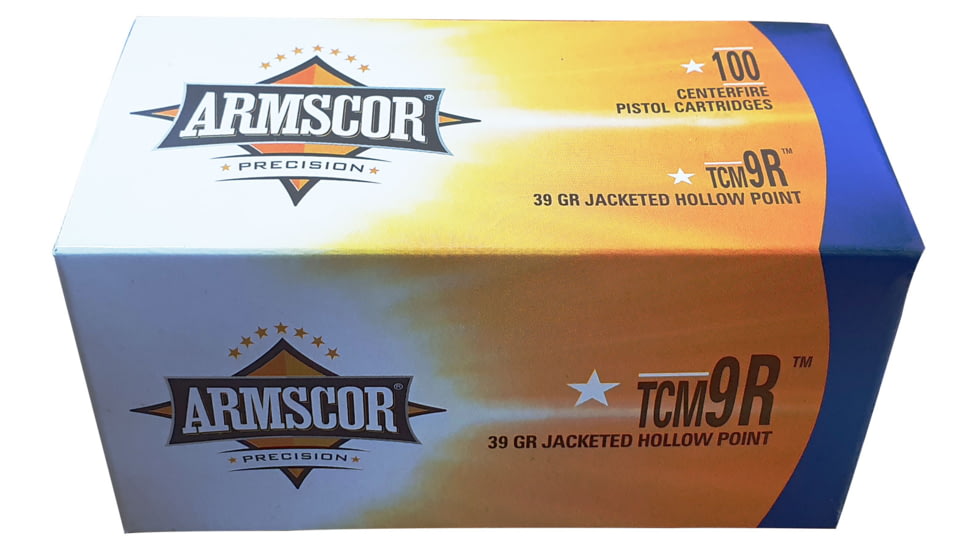 ARMSCOR®
PRECISION
100
CENTERFIRE
PISTOL CARTRIDGES
TCM9R™
39 GR JACKETED HOLLOW POINT
ARMSCOR®
PRECISION
TCM9R™
39 GR JACKETED HOLLOW POINT